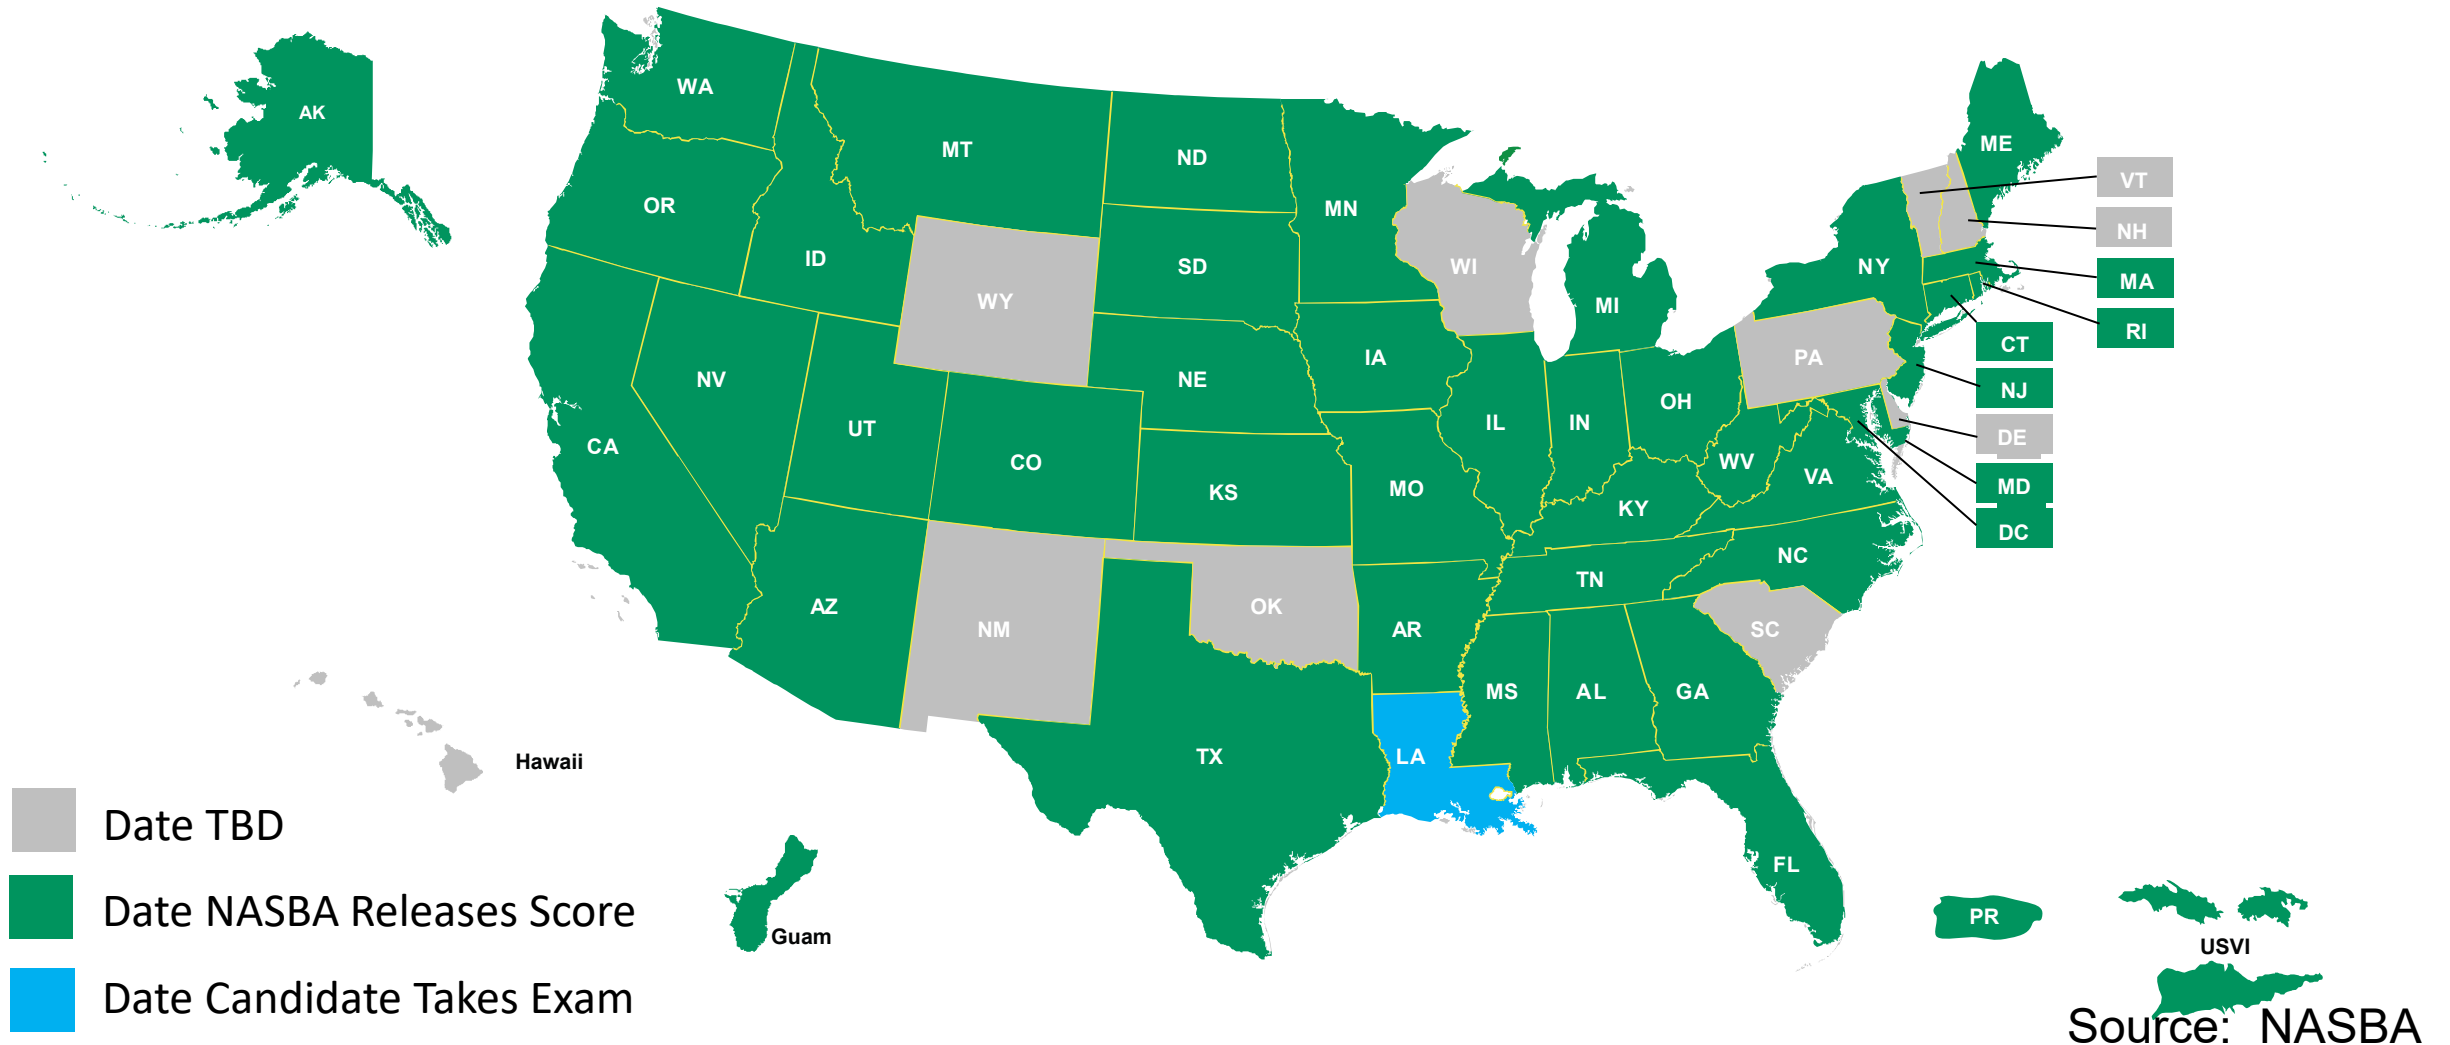 AK
WA
MT
ND
MN
ME
VT
OR
ID
SD
WI
NY
NH
MA
WY
MI
RI
CT
IA
PA
NV
NE
NJ
OH
UT
IL
IN
DE
CA
CO
WV
KS
MO
VA
MD
KY
DC
NC
TN
AZ
OK
NM
AR
SC
MS
AL
GA
TX
LA
Hawaii
FL
Guam
PR
USVI
Date TBD
Date NASBA Releases Score
Date Candidate Takes Exam
Source: NASBA